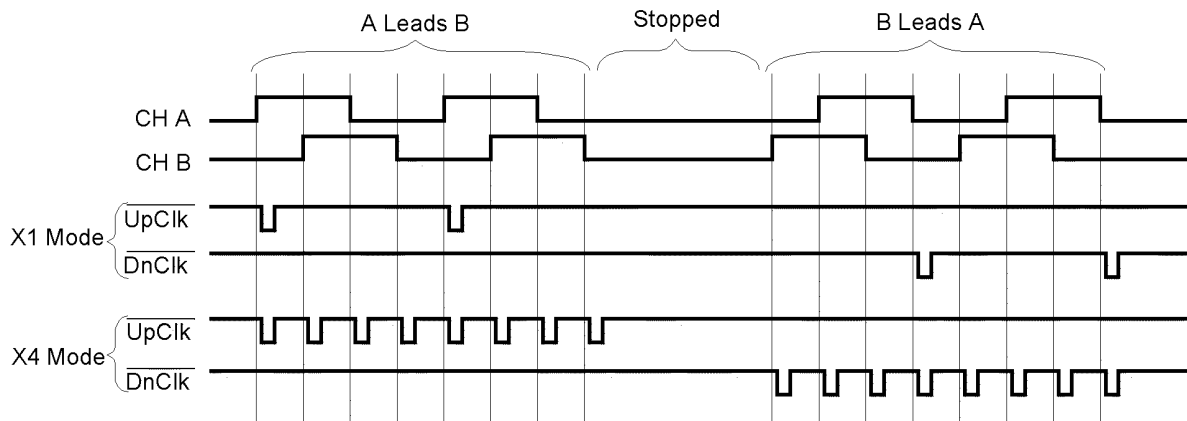 A Leads B
Stopped
B Leads A
CH A
CH B
X1 Mode
UpClk
DnClk
X4 Mode
UpClk
DnClk